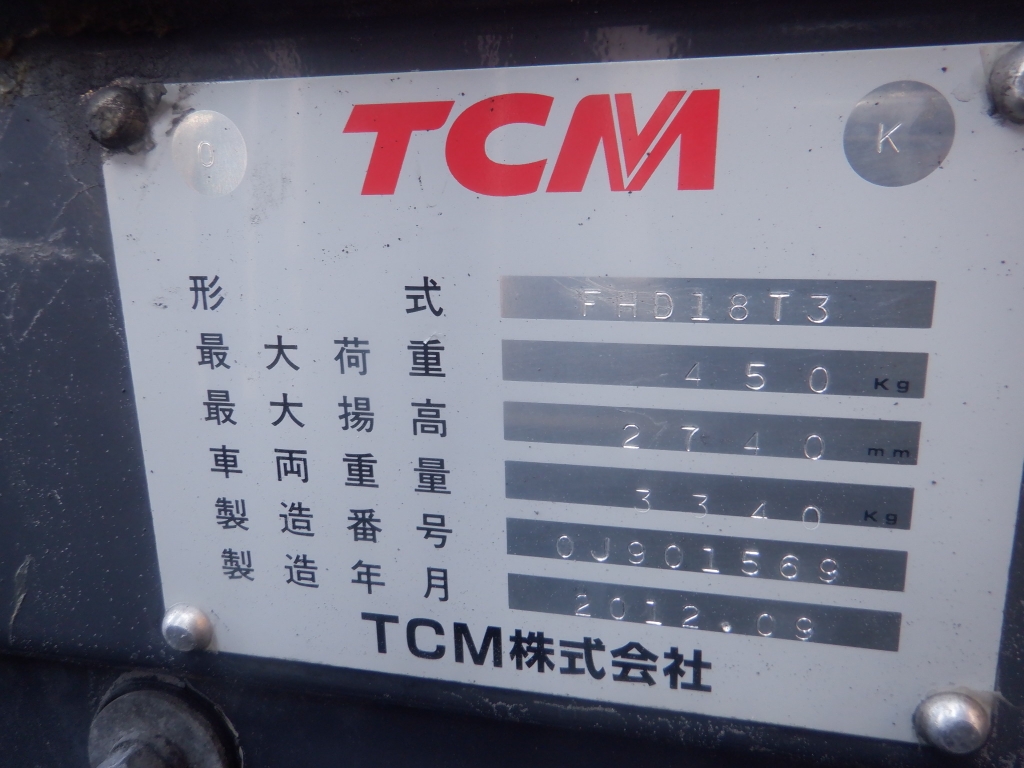 O TCM K
形式 FHD18T3
最大荷重 450 Kg
最大揚高 2740 mm
車両重量 3340 Kg
製造番号 0J901569
製造年月 2012.09
TCM株式会社